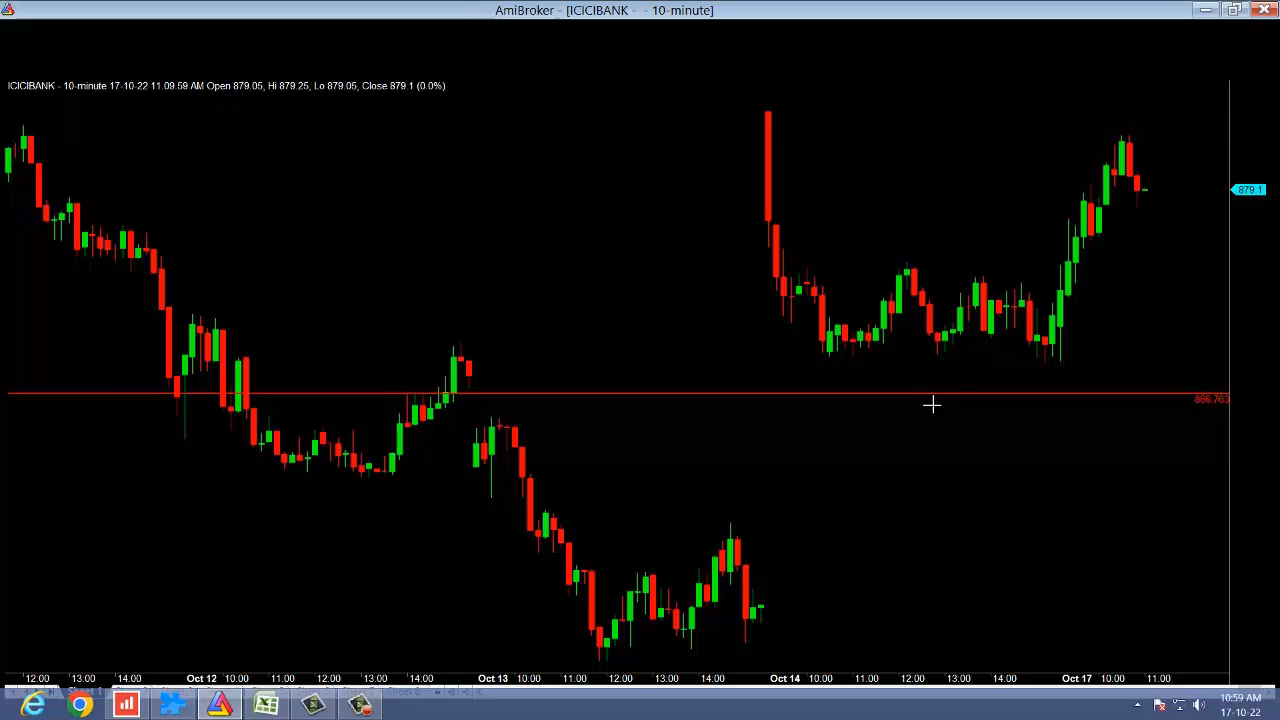 AmiBroker - [ICICIBANK - - 10-minute]
ICICIBANK - 10-minute 17-10-22 11.09.59 AM Open 879.05, Hi 879.25, Lo 879.05, Close 879.1 (0.0%)
879.1
866.763
12.00 13.00 14.00 Oct 12 10.00 11.00 12.00 13.00 14.00 Oct 13 10.00 11.00 12.00 13.00 14.00 Oct 14 10.00 11.00 12.00 13.00 14.00 Oct 17 10.00 11.00
Sheet 1
10:59 AM
17-10-22